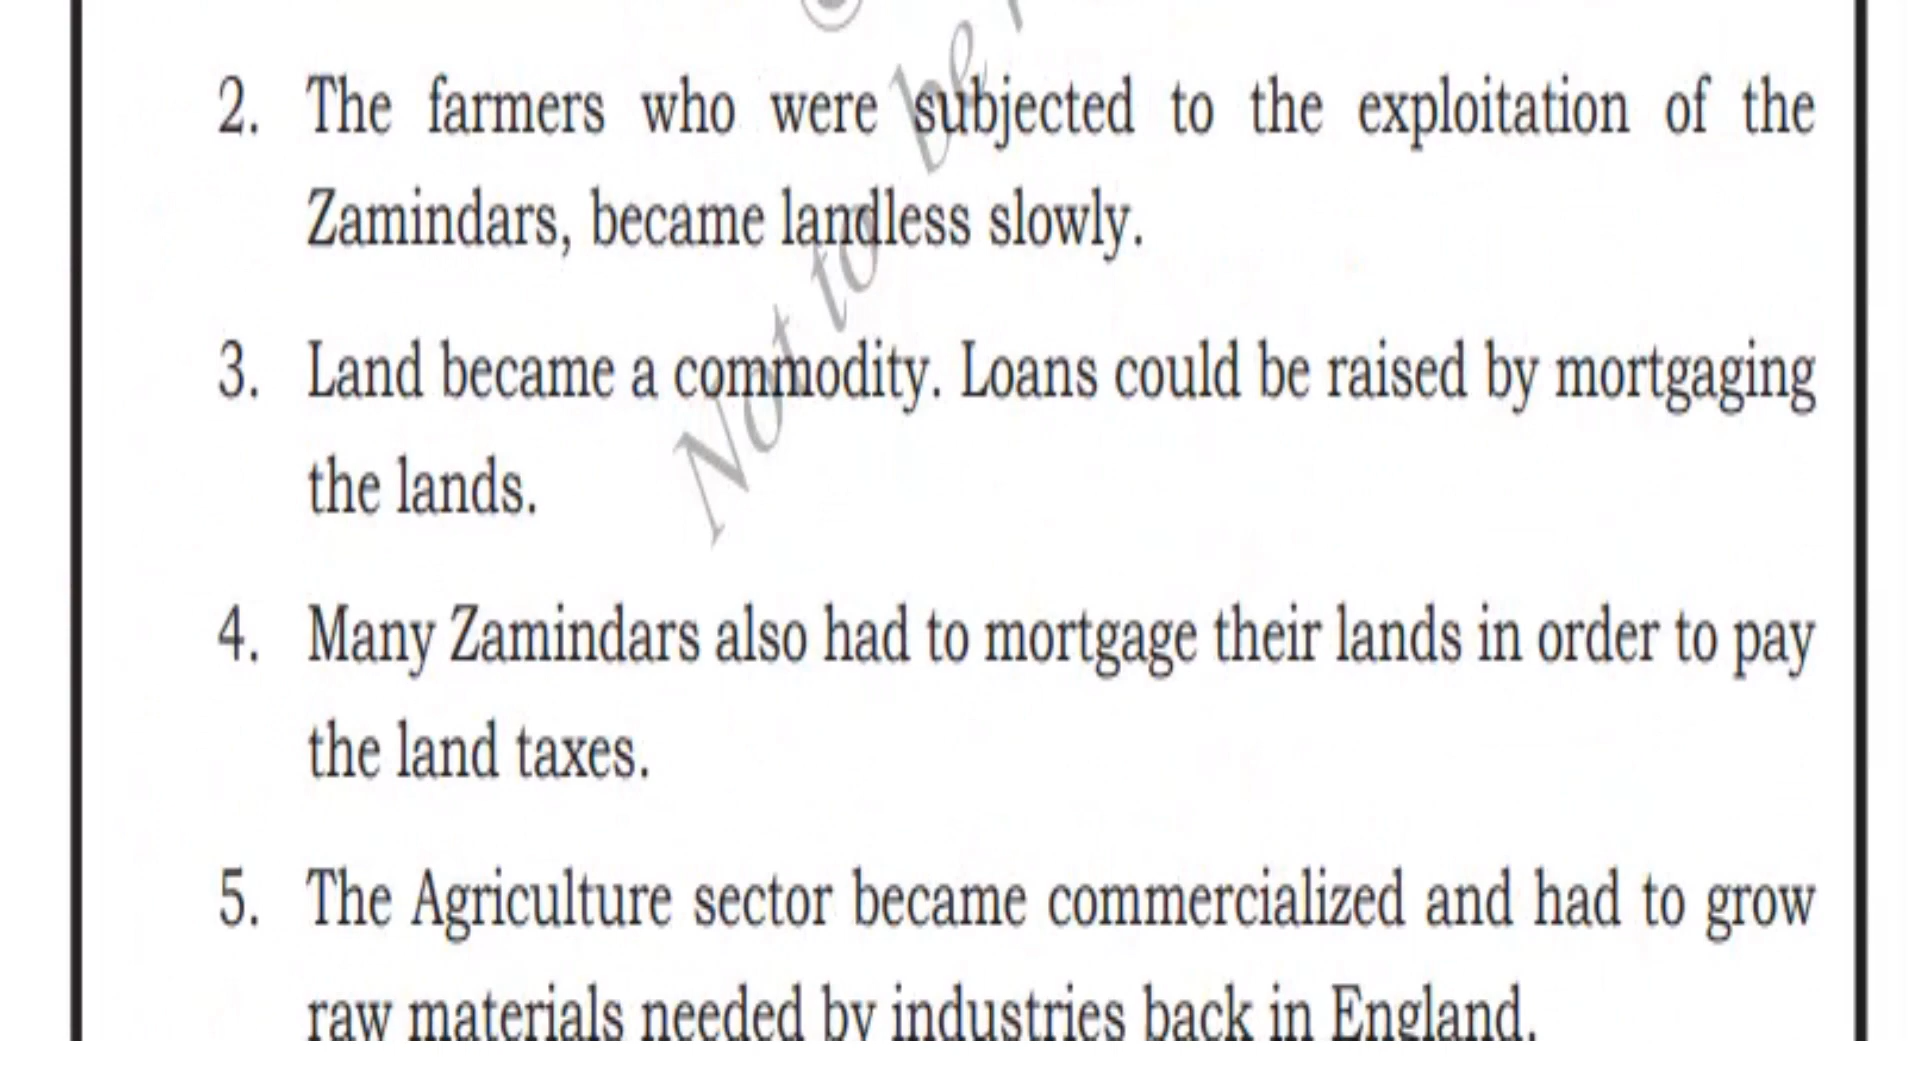 2. The farmers who were subjected to the exploitation of the
Zamindars, became landless slowly.
3. Land became a commodity. Loans could be raised by mortgaging
the lands.
4. Many Zamindars also had to mortgage their lands in order to pay
the land taxes.
5. The Agriculture sector became commercialized and had to grow
raw materials needed by industries back in England.
Not to be